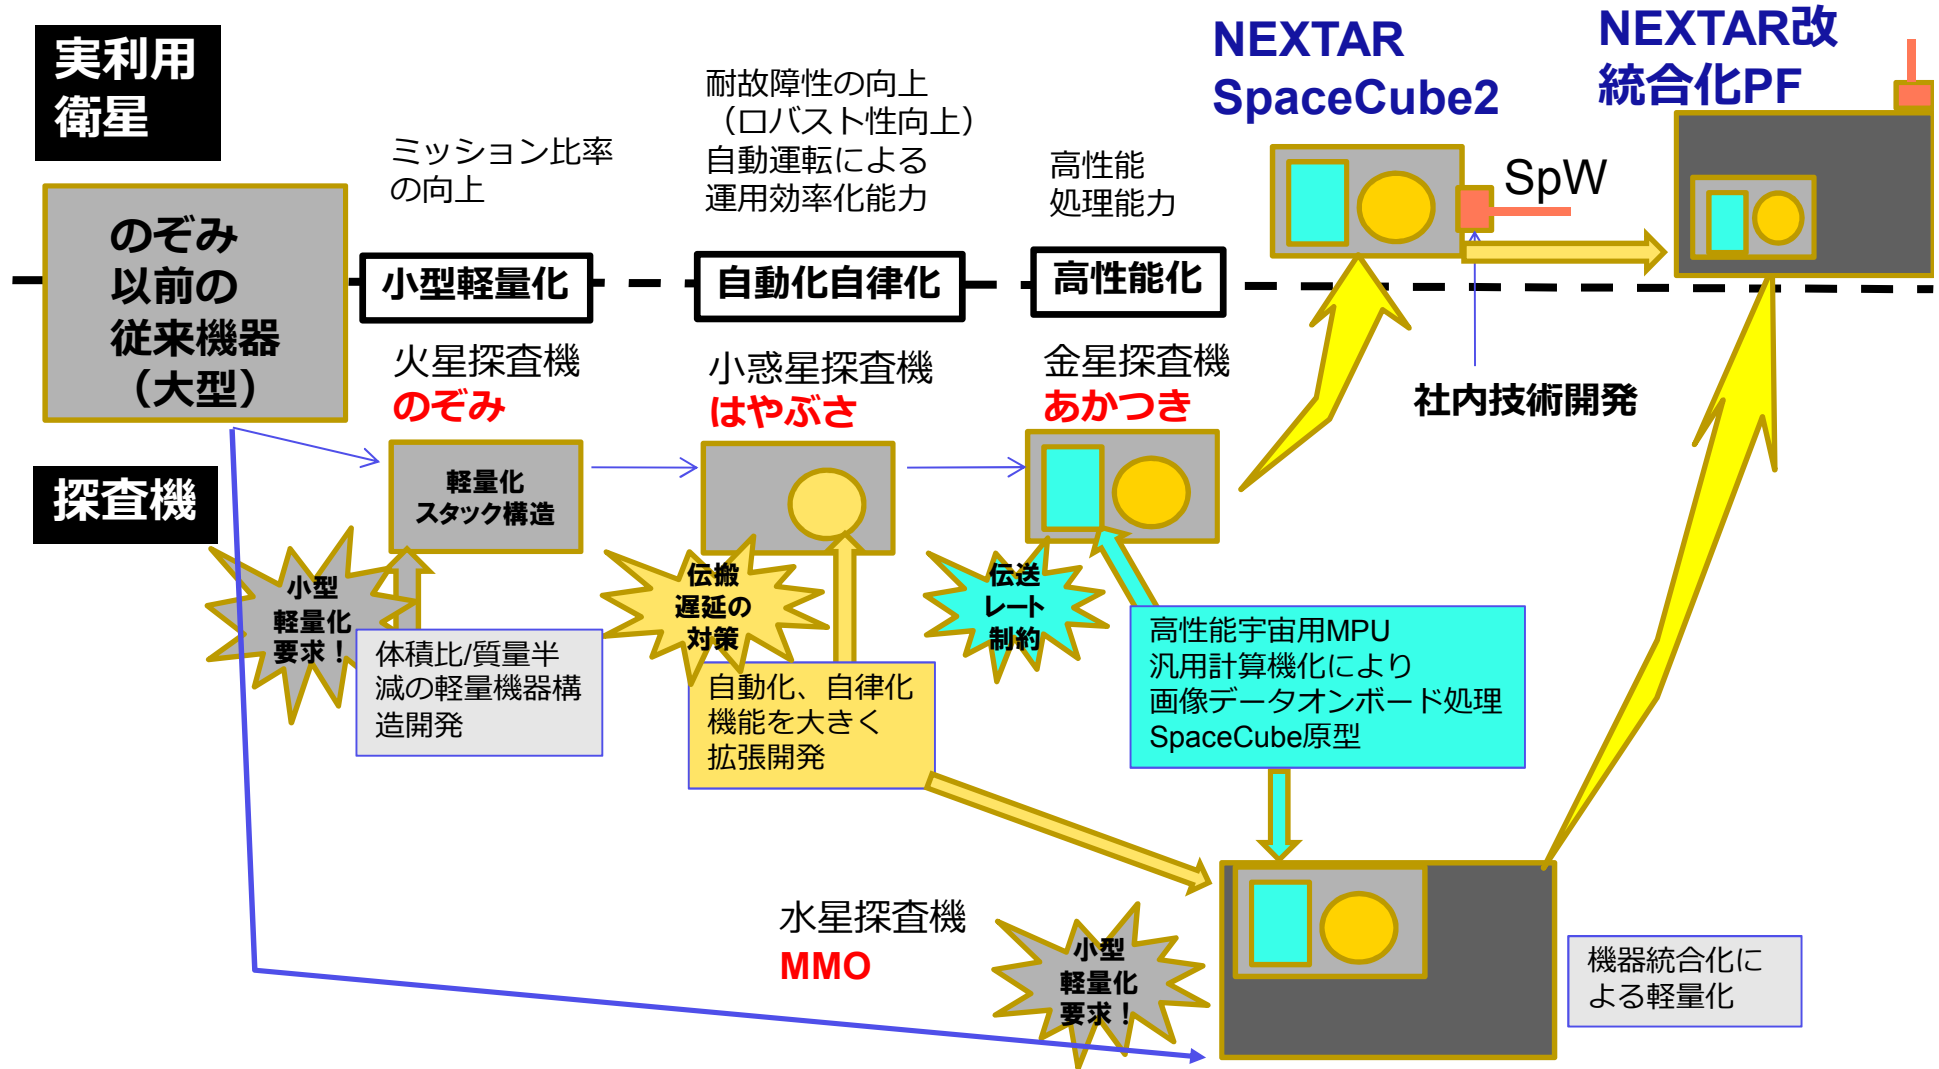 実利用
衛星
のぞみ
以前の
従来機器
（大型）
ミッション比率
の向上
耐故障性の向上
（ロバスト性向上）
自動運転による
運用効率化能力
高性能
処理能力
NEXTAR
SpaceCube2
NEXTAR改
統合化PF
SpW
小型軽量化
自動化自律化
高性能化
火星探査機
のぞみ
小惑星探査機
はやぶさ
金星探査機
あかつき
社内技術開発
探査機
軽量化
スタック構造
小型
軽量化
要求！
体積比/質量半
減の軽量機器構
造開発
伝搬
遅延の
対策
自動化、自律化
機能を大きく
拡張開発
伝送
レート
制約
高性能宇宙用MPU
汎用計算機化により
画像データオンボード処理
SpaceCube原型
水星探査機
MMO
小型
軽量化
要求！
機器統合化に
よる軽量化